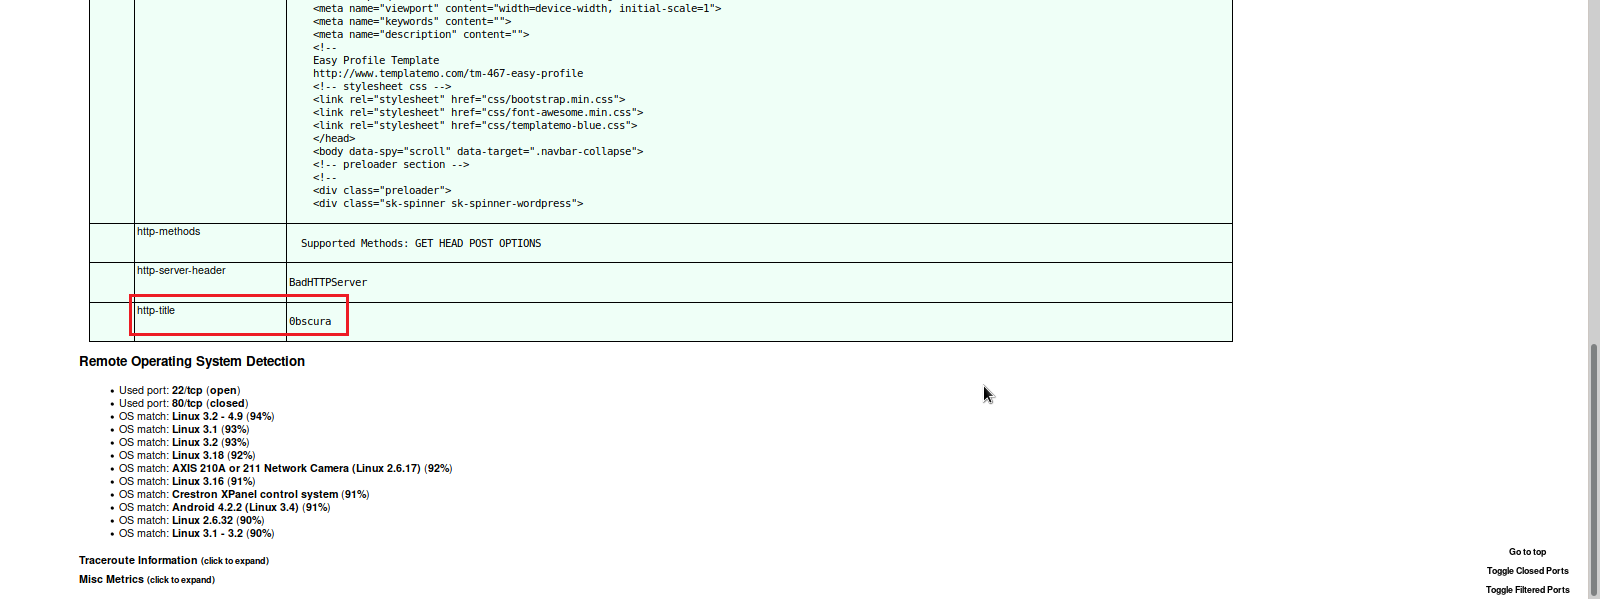 <meta name="viewport" content="width=device-width, initial-scale=1">
<meta name="keywords" content="">
<meta name="description" content="">
<!--
Easy Profile Template
http://www.templatemo.com/tm-467-easy-profile
<!-- stylesheet css -->
<link rel="stylesheet" href="css/bootstrap.min.css">
<link rel="stylesheet" href="css/font-awesome.min.css">
<link rel="stylesheet" href="css/templatemo-blue.css">
</head>
<body data-spy="scroll" data-target=".navbar-collapse">
<!-- preloader section -->
<!--
<div class="preloader">
<div class="sk-spinner sk-spinner-wordpress">
http-methods
Supported Methods: GET HEAD POST OPTIONS
http-server-header
BadHTTPServer
http-title
0bscura
Remote Operating System Detection
• Used port: 22/tcp (open)
• Used port: 80/tcp (closed)
• OS match: Linux 3.2 - 4.9 (94%)
• OS match: Linux 3.1 (93%)
• OS match: Linux 3.2 (93%)
• OS match: Linux 3.18 (92%)
• OS match: AXIS 210A or 211 Network Camera (Linux 2.6.17) (92%)
• OS match: Linux 3.16 (91%)
• OS match: Crestron XPanel control system (91%)
• OS match: Android 4.2.2 (Linux 3.4) (91%)
• OS match: Linux 2.6.32 (90%)
• OS match: Linux 3.1 - 3.2 (90%)
Traceroute Information (click to expand)
Misc Metrics (click to expand)
Go to top
Toggle Closed Ports
Toggle Filtered Ports